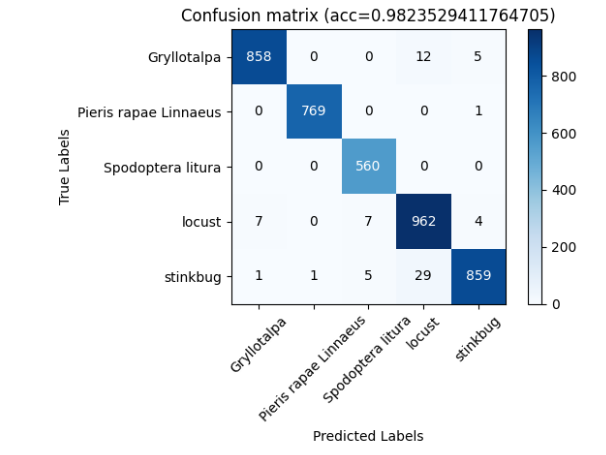 Confusion matrix (acc=0.9823529411764705)
Gryllotalpa 858 0 0 12 5
Pieris rapae Linnaeus 0 769 0 0 1
Spodoptera litura 0 0 560 0 0
locust 7 0 7 962 4
stinkbug 1 1 5 29 859
True Labels
Gryllotalpa
Pieris rapae Linnaeus
Spodoptera litura
locust
stinkbug
Predicted Labels
800
600
400
200
0